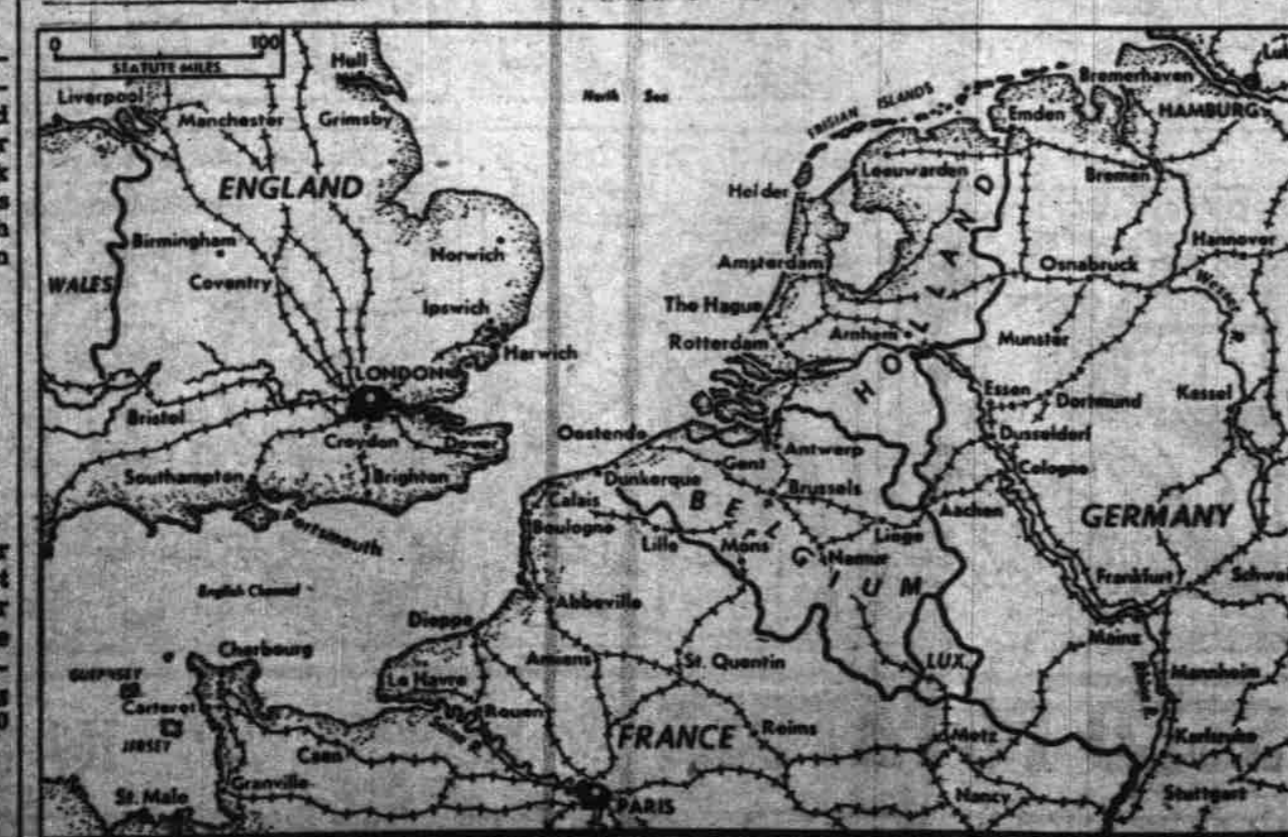 0 100
STATUTE MILES
Hull
Liverpool
Manchester
Grimsby
North Sea
FRISIAN ISLANDS
Bremerhaven
Emden
HAMBURG
ENGLAND
Helder
Leeuwarden
Bremen
Birmingham
Norwich
Hannover
WALES
Coventry
Amsterdam
Osnabruck
Weser R
Ipswich
The Hague
Harwich
Rotterdam
Arnhem
Munster
HOLLAND
LONDON
Essen
Dortmund
Kassel
Bristol
Croydon
Dover
Oostende
Antwerp
Dusseldorf
Southampton
Brighton
Dunkerque
Gent
Cologne
Calais
BELGIUM
Brussels
Aachen
GERMANY
Portsmouth
Boulogne
Lille
Mons
Liege
Namur
English Channel
Abbeville
Frankfurt
Schwei
Dieppe
Mainz
Cherbourg
Amiens
St. Quentin
LUX.
Mannheim
GUERNSEY
Le Havre
Carteret
Rouen
Seine R.
Reims
FRANCE
Metz
Karlsruhe
JERSEY
Caen
Granville
St. Malo
PARIS
Nancy
Stuttgart